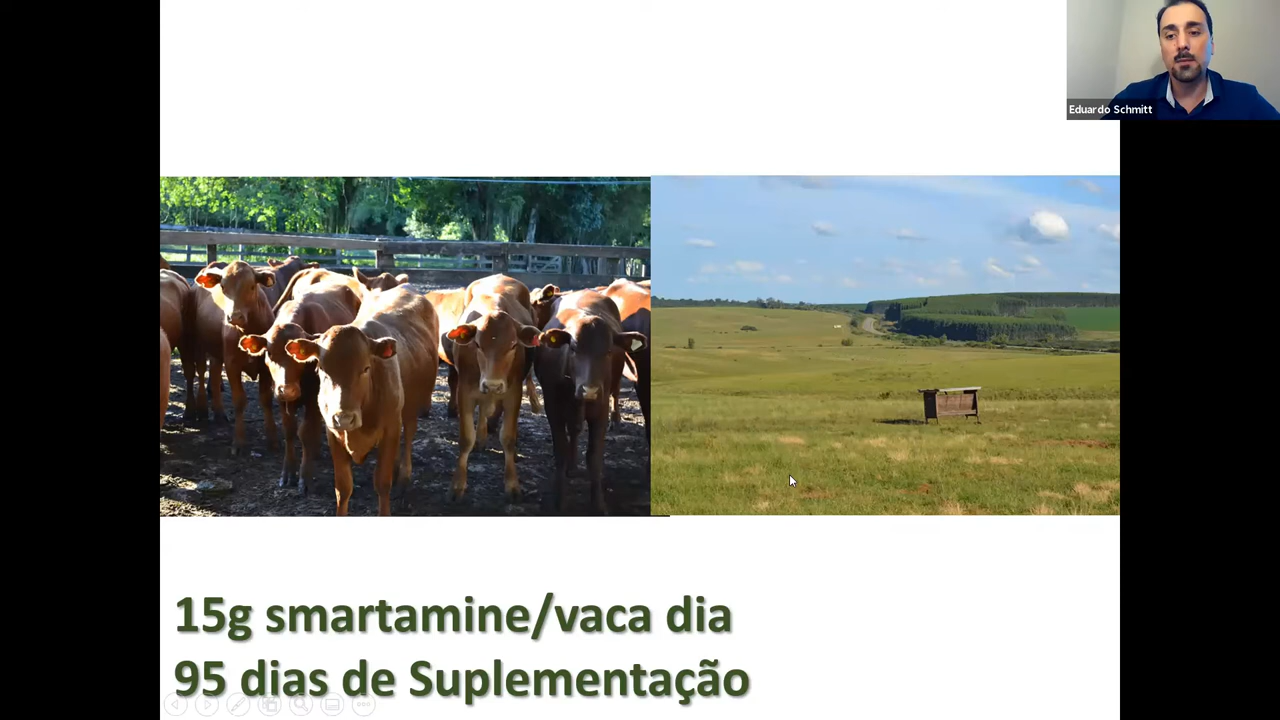 Eduardo Schmitt
15g smartamine/vaca dia
95 dias de Suplementação